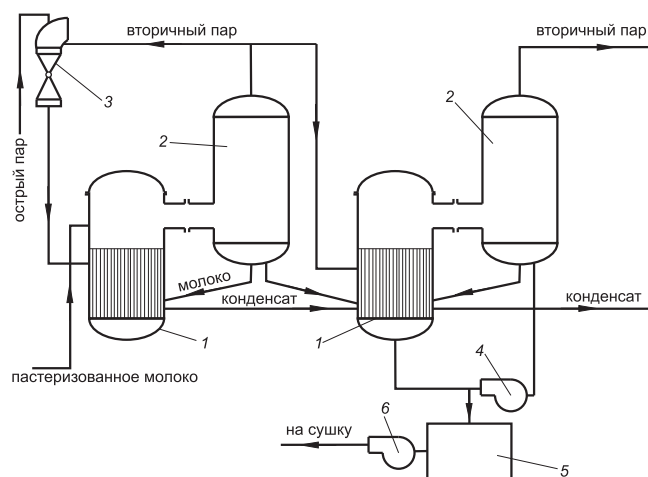 вторичный пар
вторичный пар
3
2
2
острый пар
молоко
конденсат
конденсат
1
1
пастеризованное молоко
4
на сушку
6
5